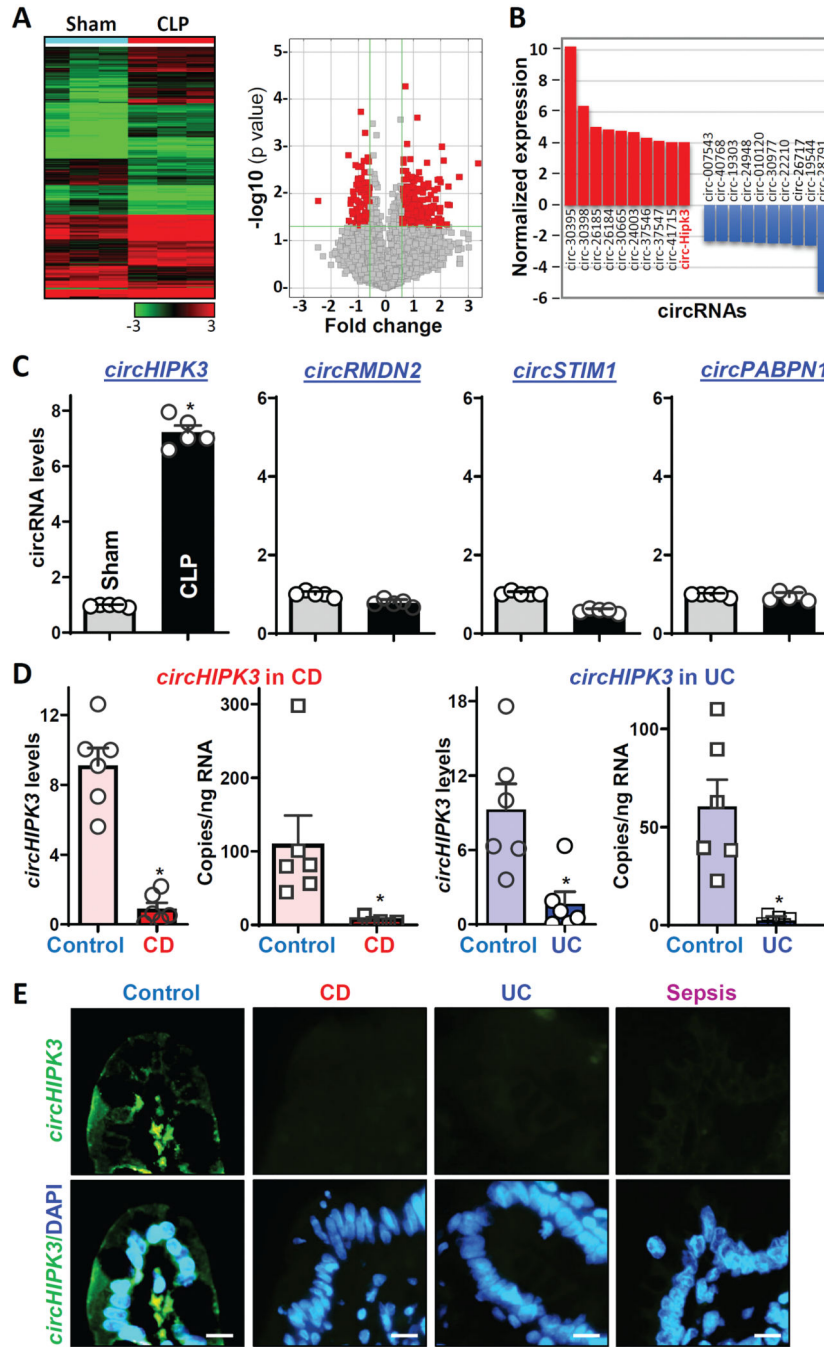 A
Sham CLP
-3 3
5
4
3
2
1
0
-log10 (p value)
-3 -2 -1 0 1 2 3
Fold change
B
10
8
6
4
2
0
-2
-4
-6
Normalized expression
circ-30395
circ-30398
circ-26185
circ-26184
circ-30665
circ-24003
circ-37546
circ-37547
circ-41715
circ-Hipk3
circ-007543
circ-40768
circ-19303
circ-24948
circ-010120
circ-30977
circ-22210
circ-26717
circ-19544
circ-28791
circRNAs
C
circHIPK3 circRMDN2 circSTIM1 circPABPN1
circRNA levels
8
6
4
2
0
*
Sham
CLP
6
4
2
0
6
4
2
0
6
4
2
0
D
circHIPK3 in CD circHIPK3 in UC
circHIPK3 levels
12
8
4
0
*
Control CD
Copies/ng RNA
300
200
100
0
*
Control CD
circHIPK3 levels
18
12
6
0
*
Control UC
Copies/ng RNA
100
50
0
*
Control UC
E
Control CD UC Sepsis
circHIPK3
circHIPK3/DAPI